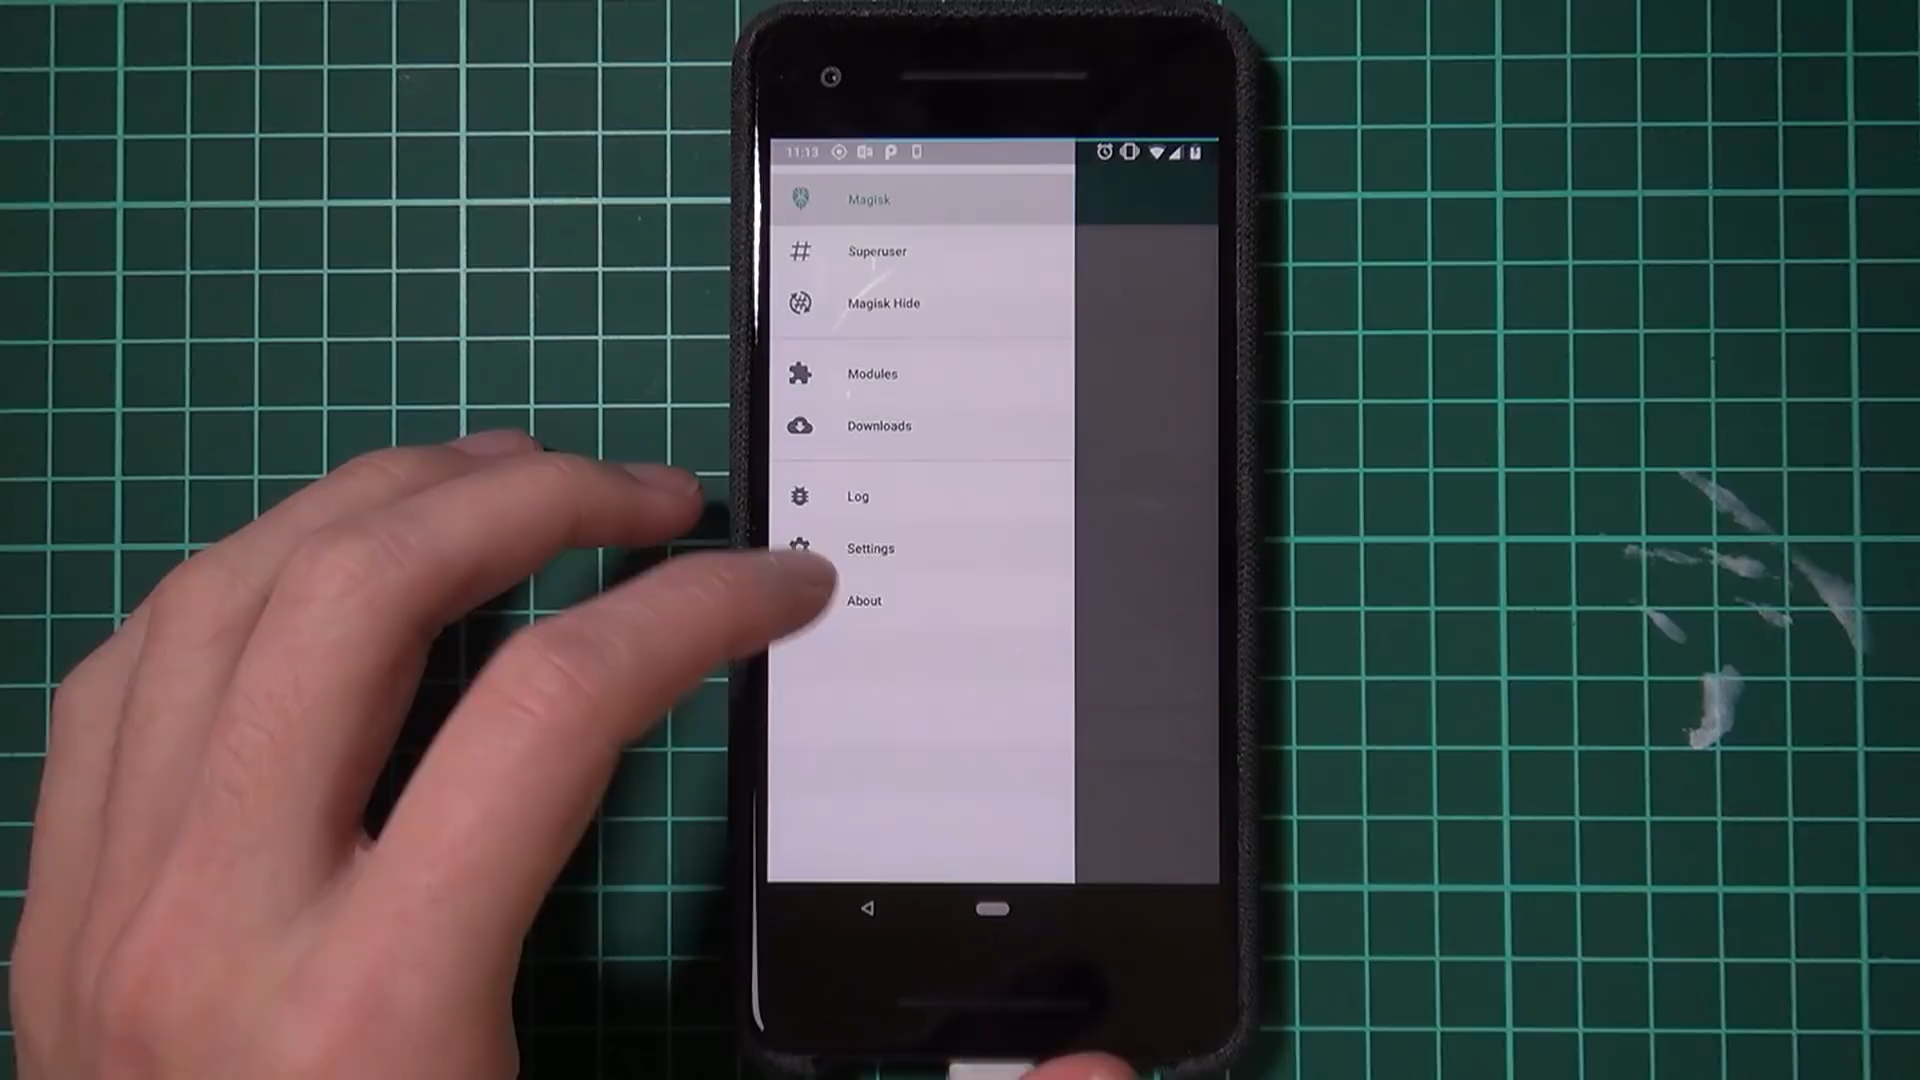 11:13
Magisk
Superuser
Magisk Hide
Modules
Downloads
Log
Settings
About